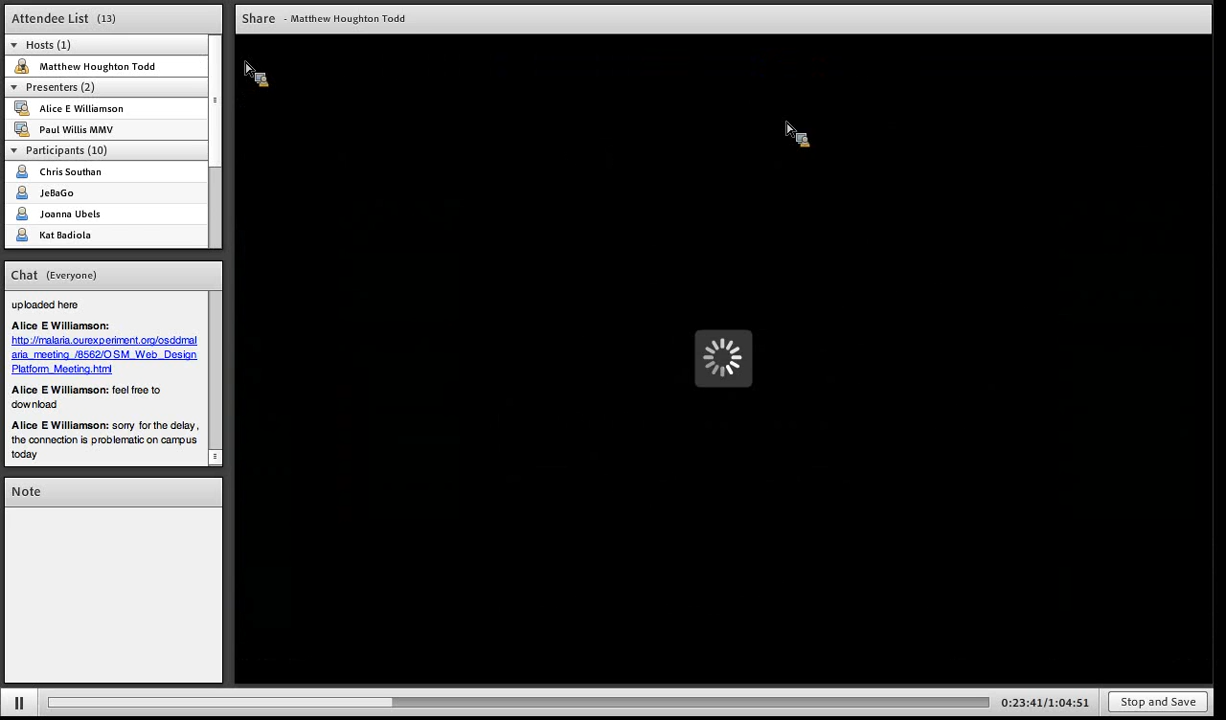 Attendee List (13)
Hosts (1)
Matthew Houghton Todd
Presenters (2)
Alice E Williamson
Paul Willis MMV
Participants (10)
Chris Southan
JeBaGo
Joanna Ubels
Kat Badiola
Chat (Everyone)
uploaded here
Alice E Williamson:
http://malaria.ourexperiment.org/osddmal
aria_meeting_/8562/OSM_Web_Design
Platform_Meeting.html
Alice E Williamson: feel free to
download
Alice E Williamson: sorry for the delay,
the connection is problematic on campus
today
Note
Share - Matthew Houghton Todd
0:23:41/1:04:51
Stop and Save